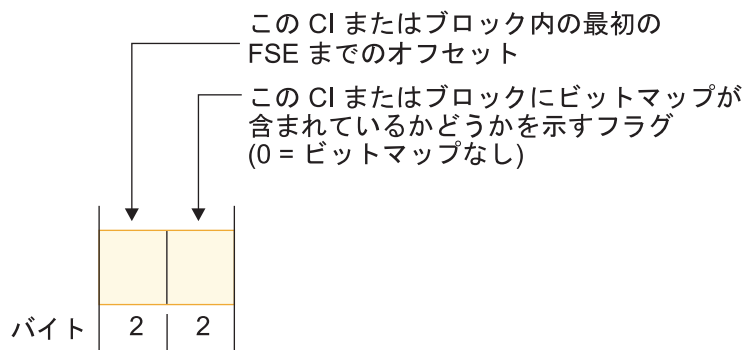 この CI またはブロック内の最初の
FSE までのオフセット
この CI またはブロックにビットマップが
含まれているかどうかを示すフラグ
(0 = ビットマップなし)
バイト 2 2